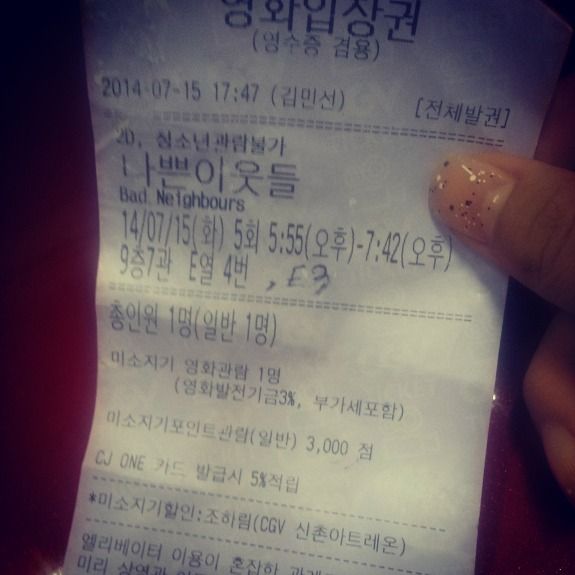 영화입장권
(영수증 겸용)
2014-07-15 17:47 (김민선)
[전체발권]
2D, 청소년관람불가
나쁜이웃들
Bad Neighbours
14/07/15(화) 5회 5:55(오후)-7:42(오후)
9층7관 E열 4번 , E3
총인원 1명(일반 1명)
미소지기 영화관람 1명
(영화발전기금3%, 부가세포함)
미소지기포인트관람(일반) 3,000 점
CJ ONE 카드 발급시 5%적립
*미소지기할인:조하림(CGV 신촌아트레온)
엘리베이터 이용이 혼잡한 관계
미리 상영관